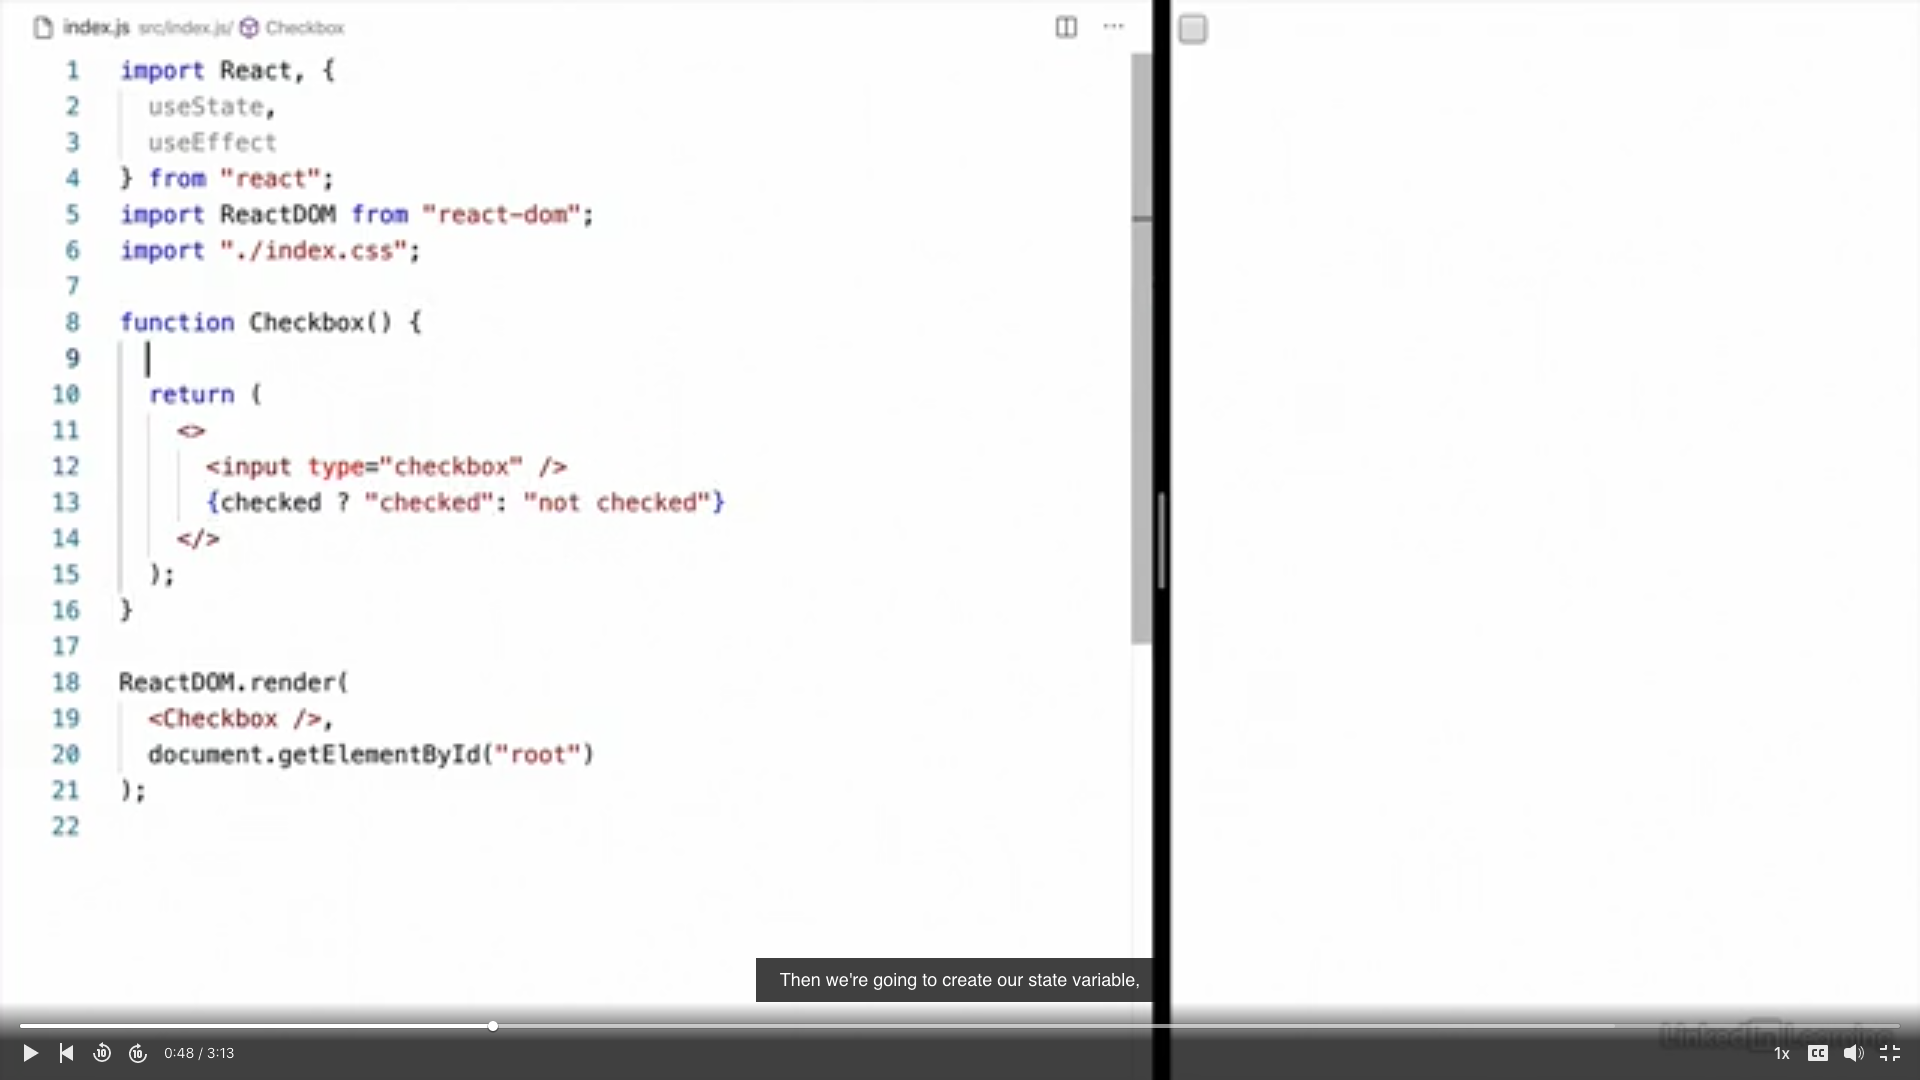 index.js src/index.js/ Checkbox
1 import React, {
2 useState,
3 useEffect
4 } from "react";
5 import ReactDOM from "react-dom";
6 import "./index.css";
7
8 function Checkbox() {
9
10 return (
11 <>
12 <input type="checkbox" />
13 {checked ? "checked": "not checked"}
14 </>
15 );
16 }
17
18 ReactDOM.render(
19 <Checkbox />,
20 document.getElementById("root")
21 );
22
Then we're going to create our state variable,
LinkedIn Learning
10 10 0:48 / 3:13 1x CC